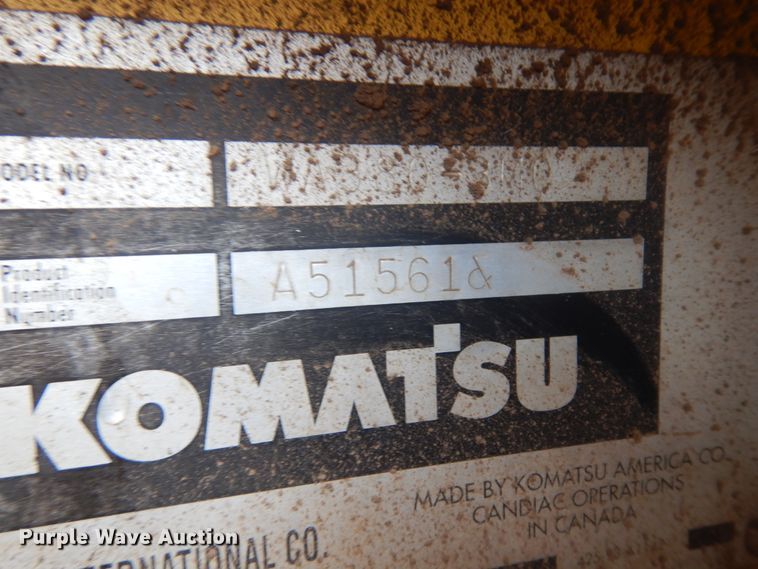 ODEL NO
Product
Identification
Number
A51561&
KOMATSU
MADE BY KOMATSU AMERICA CO.
CANDIAC OPERATIONS
IN CANADA
Purple Wave Auction
ERNATIONAL CO.